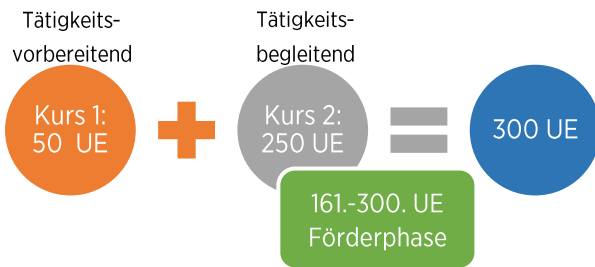 Tätigkeits-
vorbereitend
Kurs 1:
50 UE
Tätigkeits-
begleitend
Kurs 2:
250 UE
161.-300. UE
Förderphase
300 UE